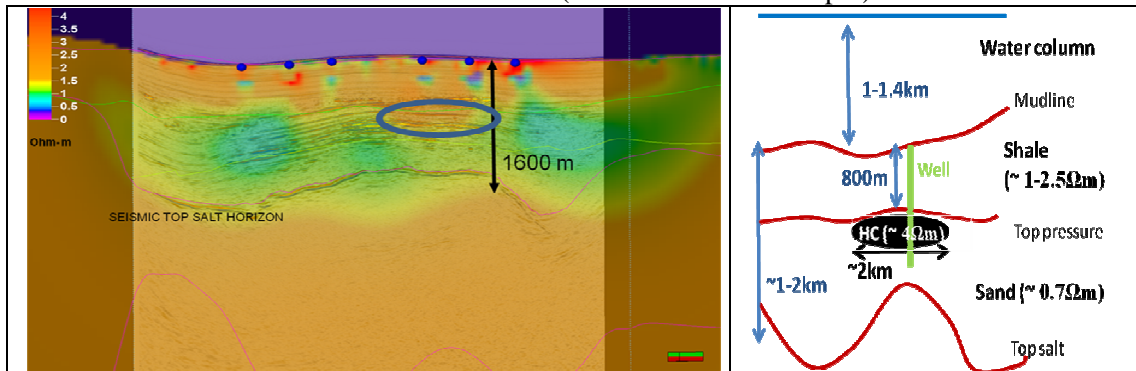 4
3.5
3
2.5
2
1.5
1
0.5
0
Ohm-m
1600 m
SEISMIC TOP SALT HORIZON
Water column
1-1.4km
Mudline
Shale
(~ 1-2.5Ωm)
800m
Well
Top pressure
HC (~ 4Ωm)
~2km
~1-2km
Sand (~ 0.7Ωm)
Top salt